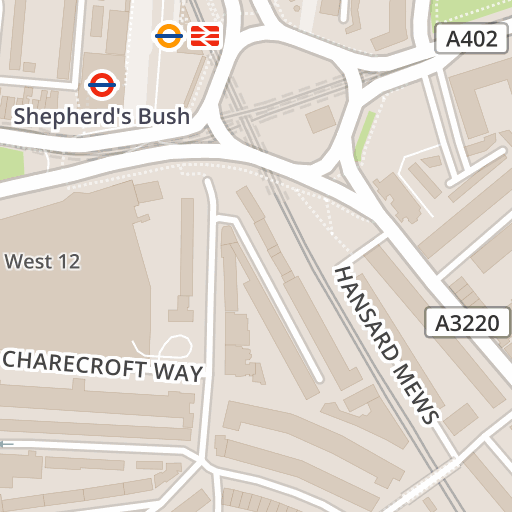 A402
Shepherd's Bush
West 12
HANSARD MEWS
A3220
CHARECROFT WAY